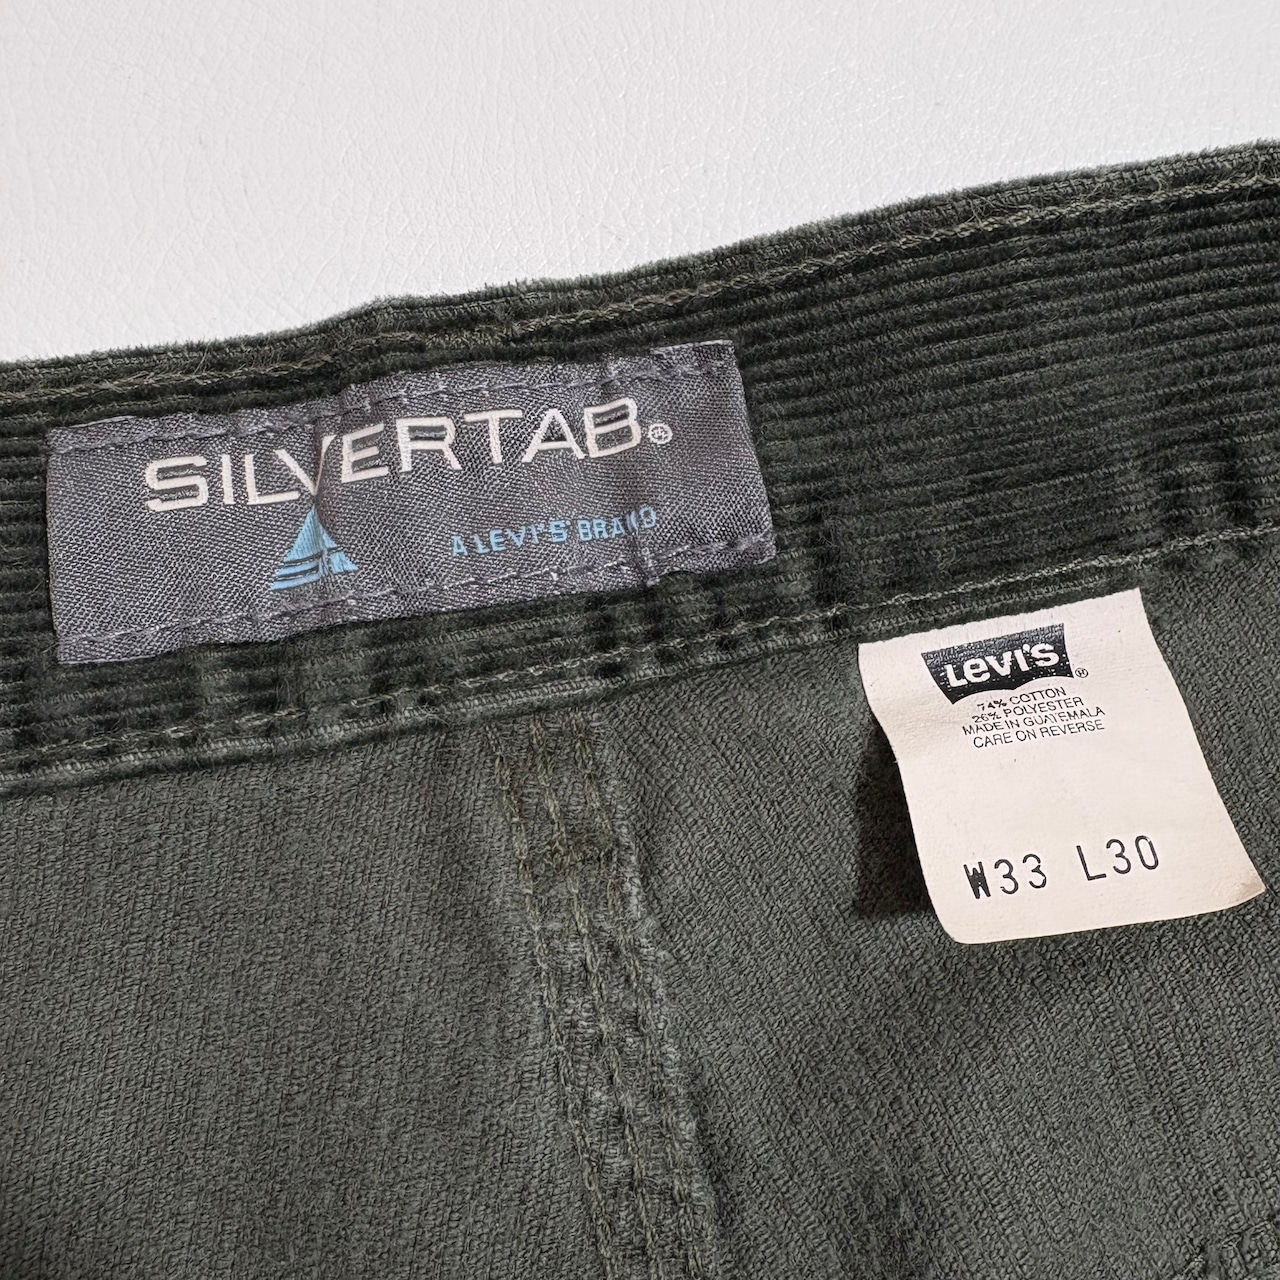 SILVERTAB®
A LEVI'S BRAND
LEVI'S®
74% COTTON
26% POLYESTER
MADE IN GUATEMALA
CARE ON REVERSE
W33 L30